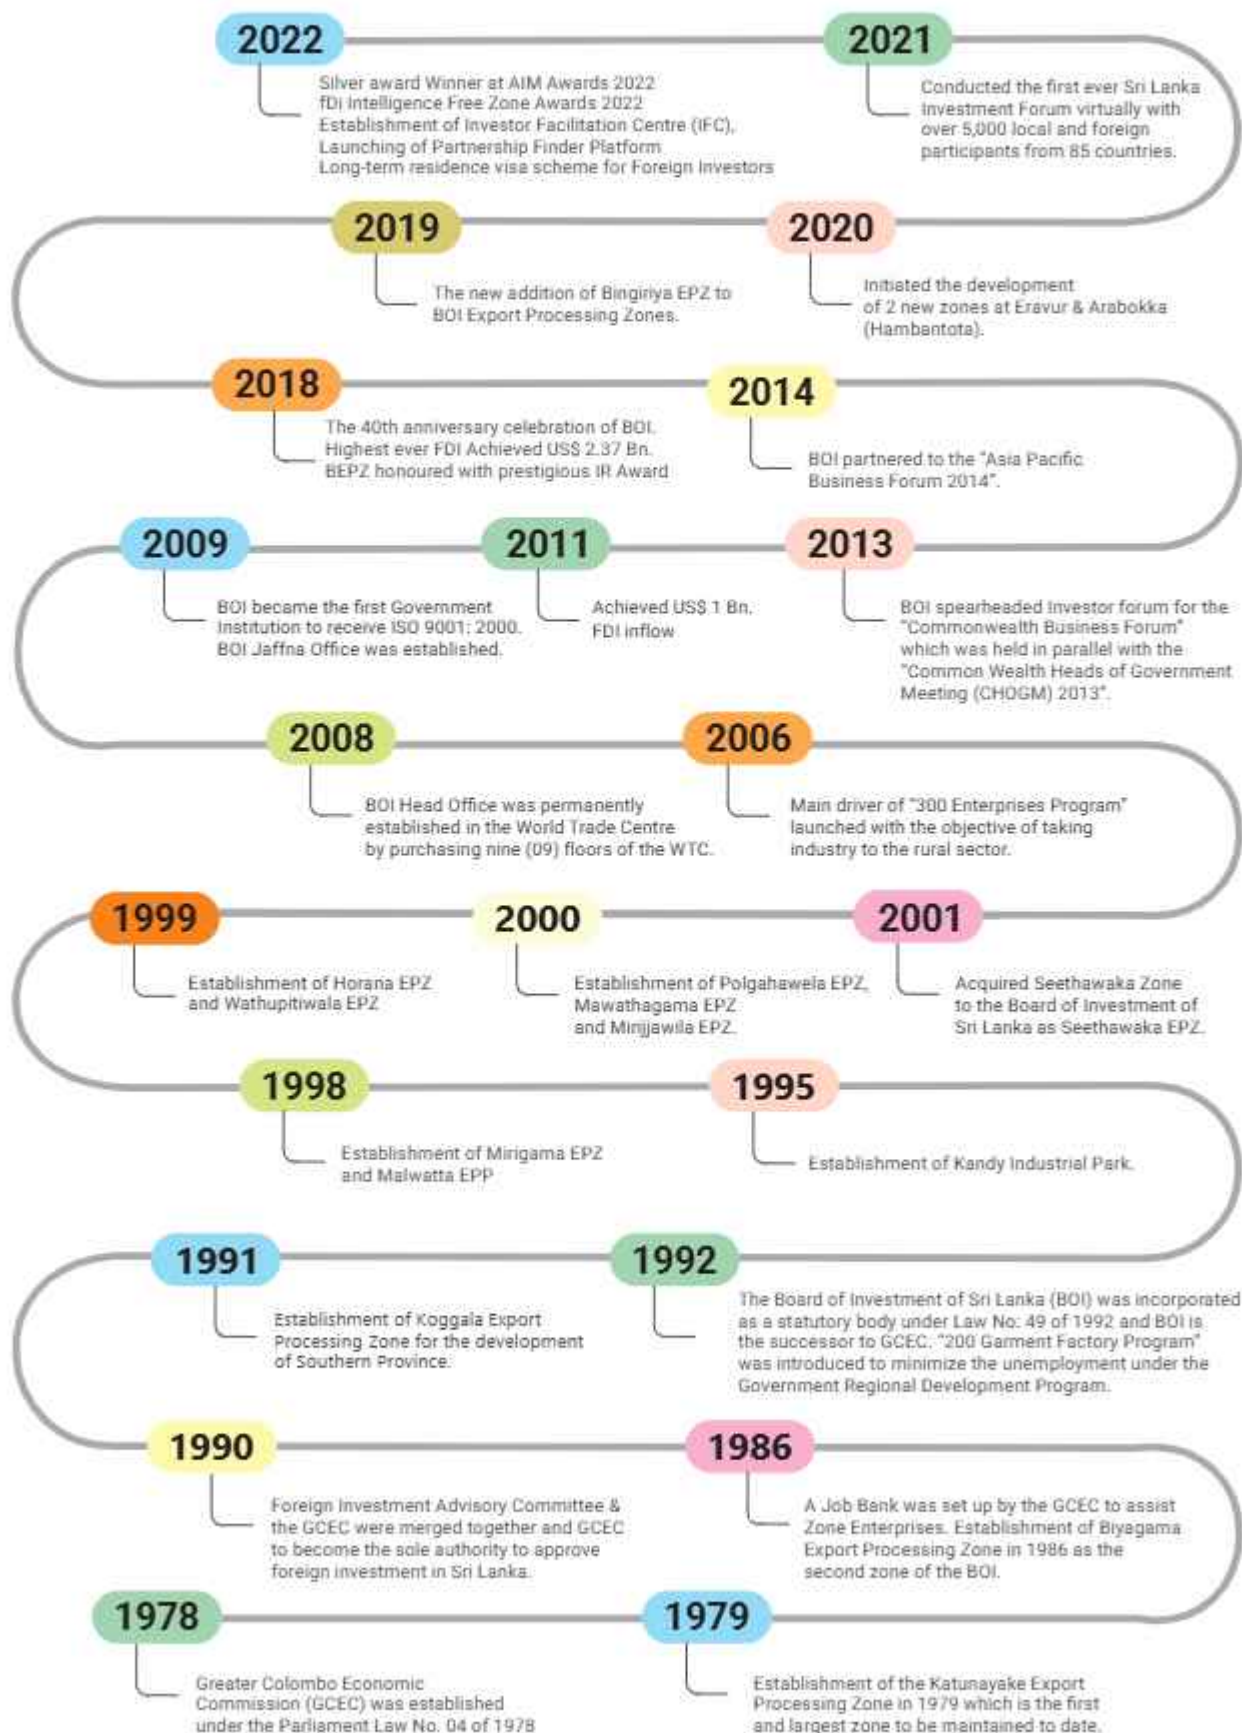 2022
Silver award Winner at AIM Awards 2022
fDi Intelligence Free Zone Awards 2022
Establishment of Investor Facilitation Centre (IFC),
Launching of Partnership Finder Platform
Long-term residence visa scheme for Foreign Investors
2021
Conducted the first ever Sri Lanka
Investment Forum virtually with
over 5,000 local and foreign
participants from 85 countries.
2019
The new addition of Bingiriya EPZ to
BOI Export Processing Zones.
2020
Initiated the development
of 2 new zones at Eravur & Arabokka
(Hambantota).
2018
The 40th anniversary celebration of BOI.
Highest ever FDI Achieved US$ 2.37 Bn.
BEPZ honoured with prestigious IR Award
2014
BOI partnered to the "Asia Pacific
Business Forum 2014".
2009
BOI became the first Government
Institution to receive ISO 9001: 2000.
BOI Jaffna Office was established.
2011
Achieved US$ 1 Bn.
FDI inflow
2013
BOI spearheaded Investor forum for the
"Commonwealth Business Forum"
which was held in parallel with the
"Common Wealth Heads of Government
Meeting (CHOGM) 2013".
2008
BOI Head Office was permanently
established in the World Trade Centre
by purchasing nine (09) floors of the WTC.
2006
Main driver of "300 Enterprises Program"
launched with the objective of taking
industry to the rural sector.
1999
Establishment of Horana EPZ
and Wathupitiwala EPZ
2000
Establishment of Polgahawela EPZ,
Mawathagama EPZ
and Mirijjawila EPZ.
2001
Acquired Seethawaka Zone
to the Board of Investment of
Sri Lanka as Seethawaka EPZ.
1998
Establishment of Mirigama EPZ
and Malwatta EPP
1995
Establishment of Kandy Industrial Park.
1991
Establishment of Koggala Export
Processing Zone for the development
of Southern Province.
1992
The Board of Investment of Sri Lanka (BOI) was incorporated
as a statutory body under Law No: 49 of 1992 and BOI is
the successor to GCEC. "200 Garment Factory Program"
was introduced to minimize the unemployment under the
Government Regional Development Program.
1990
Foreign Investment Advisory Committee &
the GCEC were merged together and GCEC
to become the sole authority to approve
foreign investment in Sri Lanka.
1986
A Job Bank was set up by the GCEC to assist
Zone Enterprises. Establishment of Biyagama
Export Processing Zone in 1986 as the
second zone of the BOI.
1978
Greater Colombo Economic
Commission (GCEC) was established
under the Parliament Law No. 04 of 1978
1979
Establishment of the Katunayake Export
Processing Zone in 1979 which is the first
and largest zone to be maintained to date.